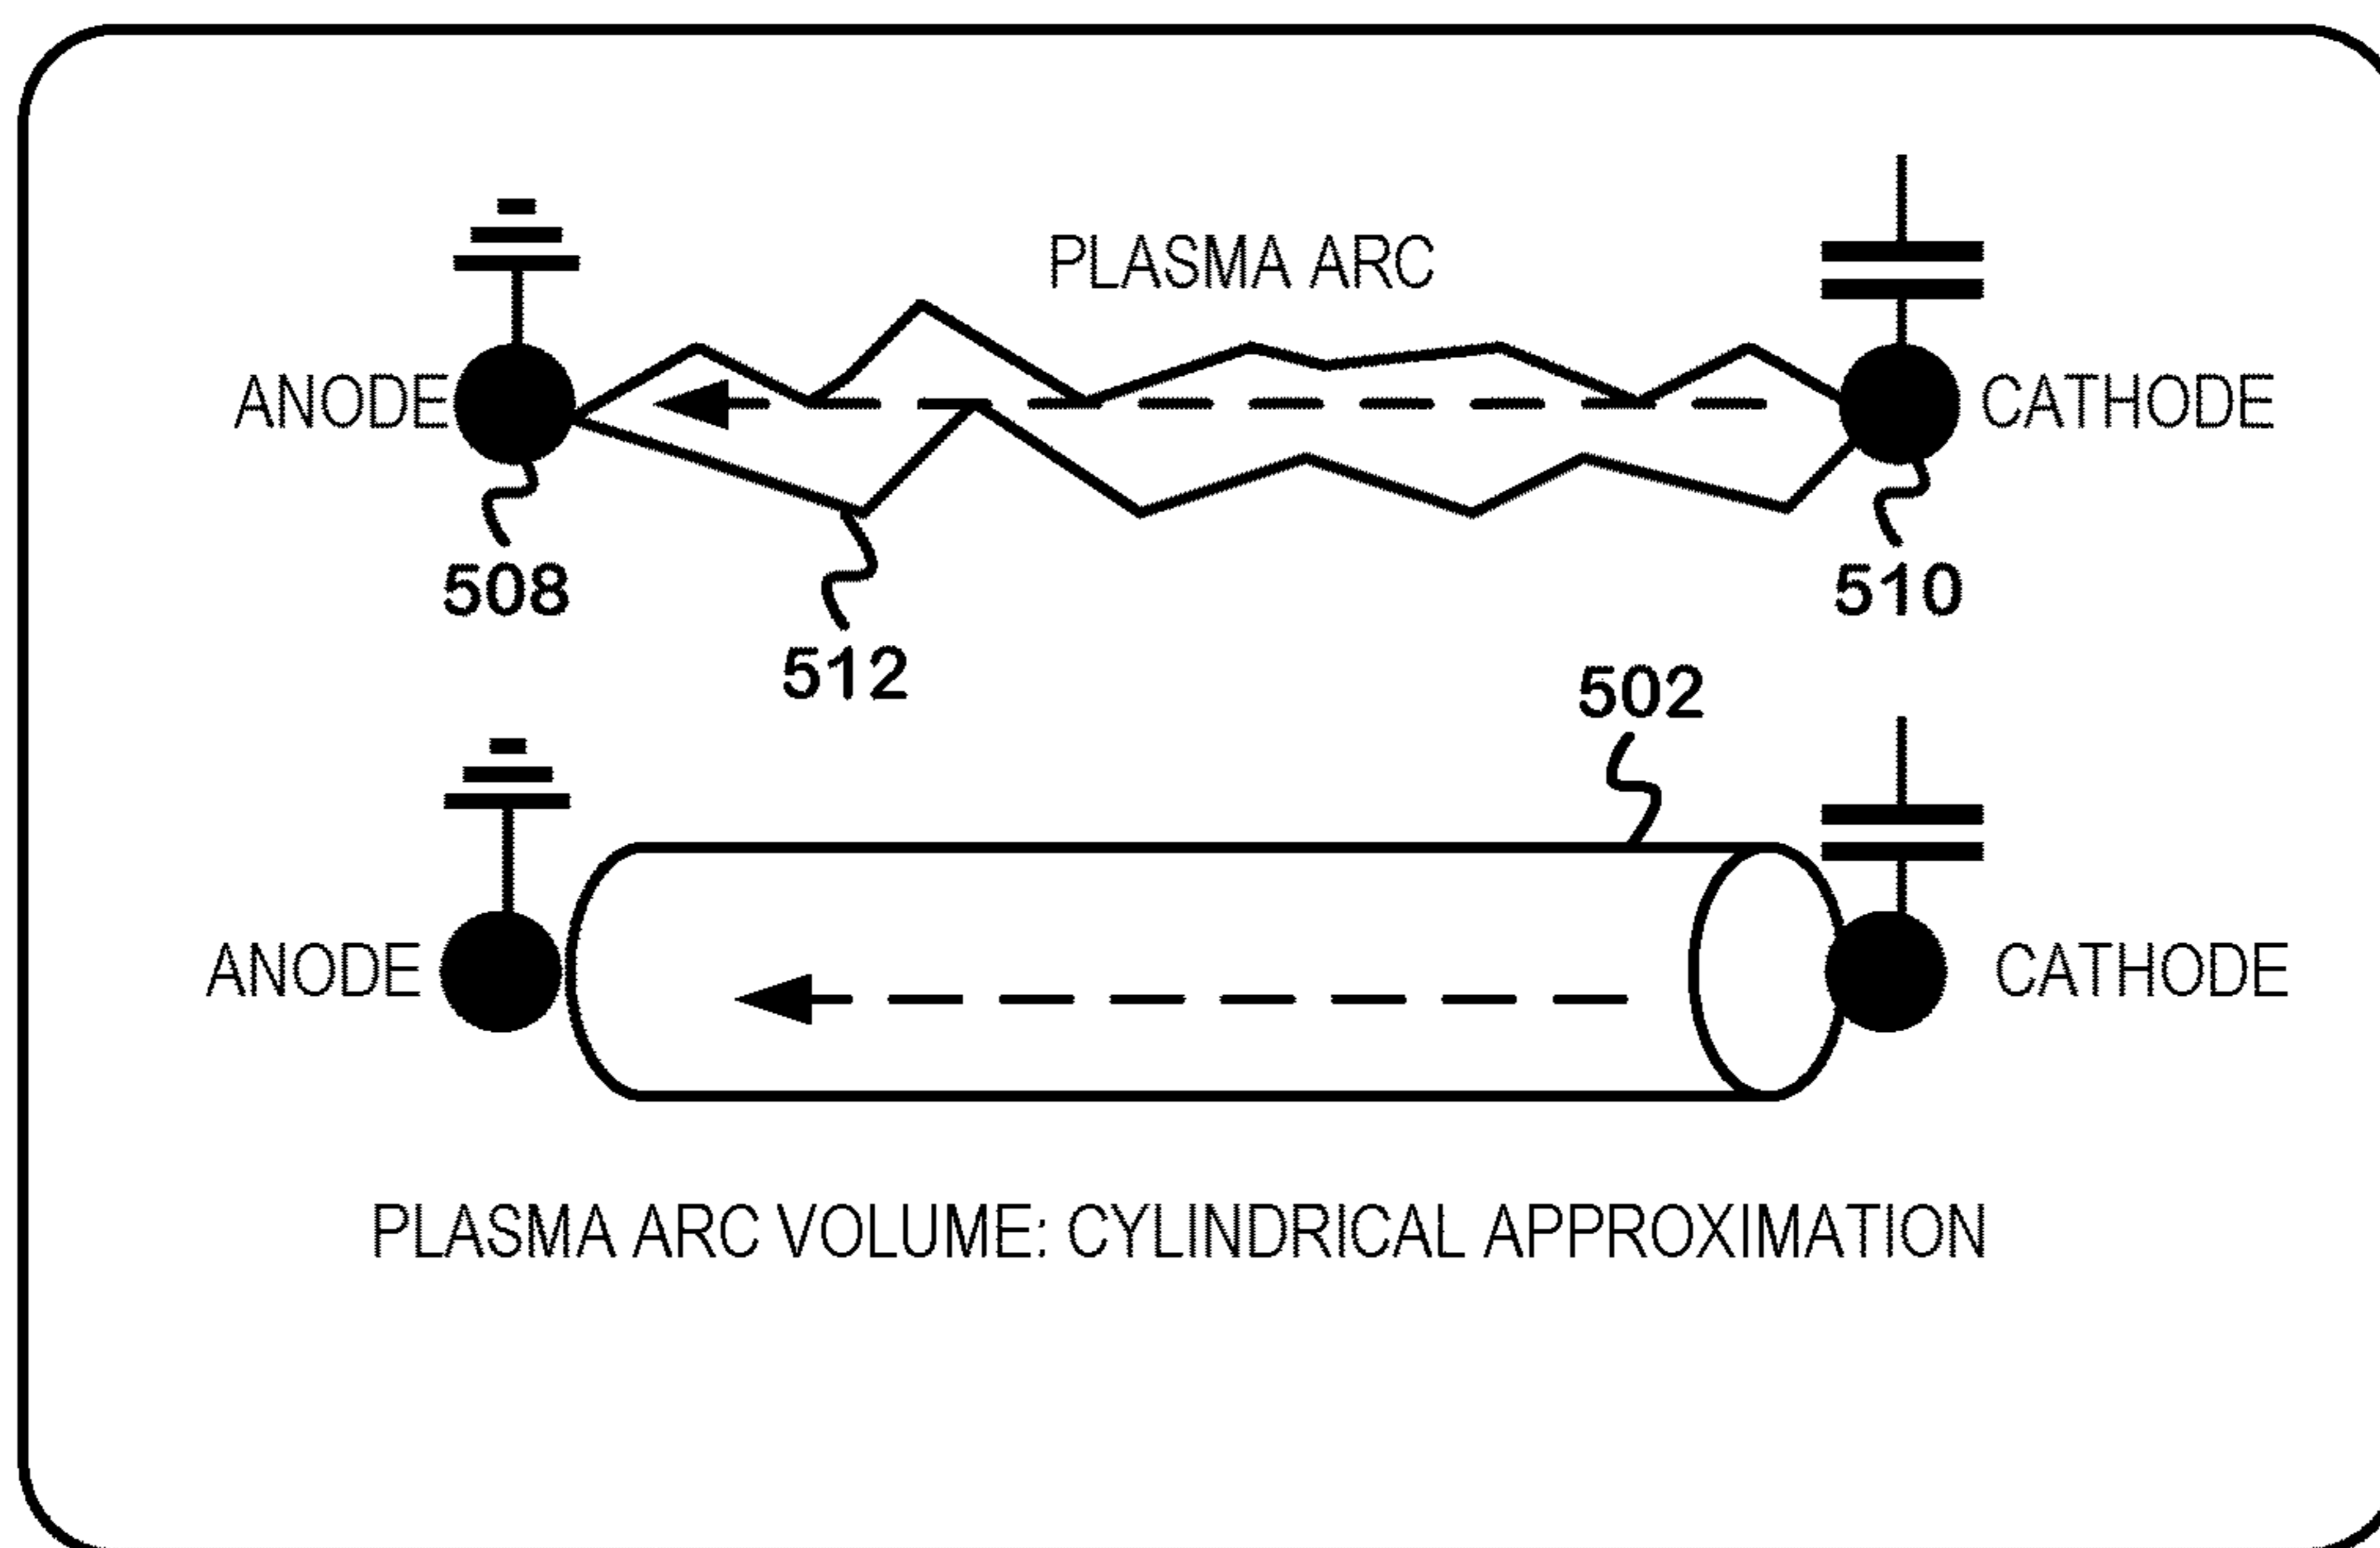 PLASMA ARC
ANODE
CATHODE
508
510
512
502
ANODE
CATHODE
PLASMA ARC VOLUME: CYLINDRICAL APPROXIMATION